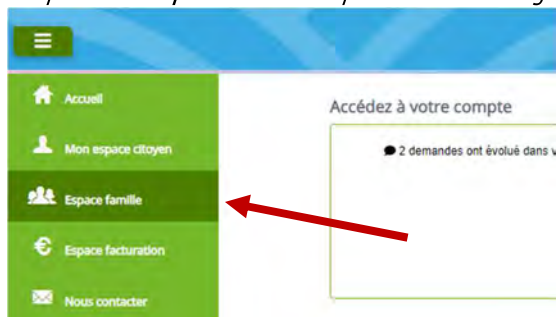 Accueil
Accédez à votre compte
Mon espace citoyen
2 demandes ont évolué dans v
Espace famille
Espace facturation
Nous contacter